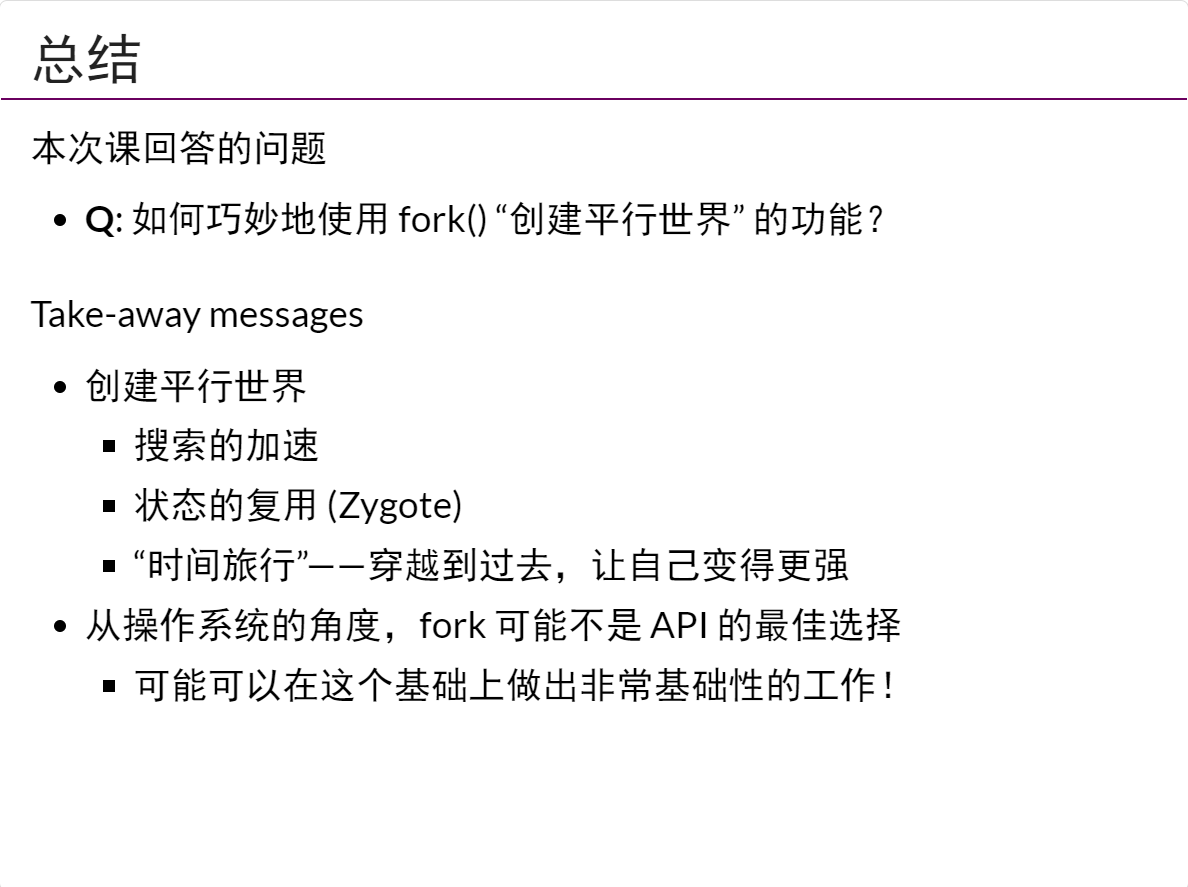 总结
本次课回答的问题
• Q: 如何巧妙地使用 fork() “创建平行世界” 的功能？
Take-away messages
• 创建平行世界
▪ 搜索的加速
▪ 状态的复用 (Zygote)
▪ “时间旅行”——穿越到过去，让自己变得更强
• 从操作系统的角度，fork 可能不是 API 的最佳选择
▪ 可能可以在这个基础上做出非常基础性的工作！